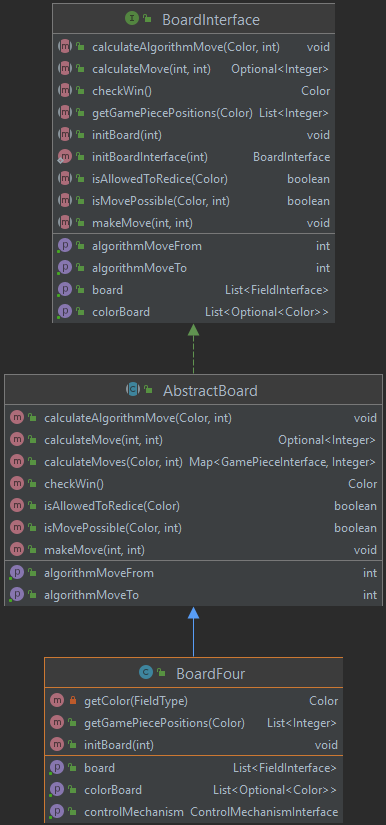 BoardInterface
calculateAlgorithmMove(Color, int) void
calculateMove(int, int) Optional<Integer>
checkWin() Color
getGamePiecePositions(Color) List<Integer>
initBoard(int) void
initBoardInterface(int) BoardInterface
isAllowedToRedice(Color) boolean
isMovePossible(Color, int) boolean
makeMove(int, int) void
algorithmMoveFrom int
algorithmMoveTo int
board List<FieldInterface>
colorBoard List<Optional<Color>>
AbstractBoard
calculateAlgorithmMove(Color, int) void
calculateMove(int, int) Optional<Integer>
calculateMoves(Color, int) Map<GamePieceInterface, Integer>
checkWin() Color
isAllowedToRedice(Color) boolean
isMovePossible(Color, int) boolean
makeMove(int, int) void
algorithmMoveFrom int
algorithmMoveTo int
BoardFour
getColor(FieldType) Color
getGamePiecePositions(Color) List<Integer>
initBoard(int) void
board List<FieldInterface>
colorBoard List<Optional<Color>>
controlMechanism ControlMechanismInterface